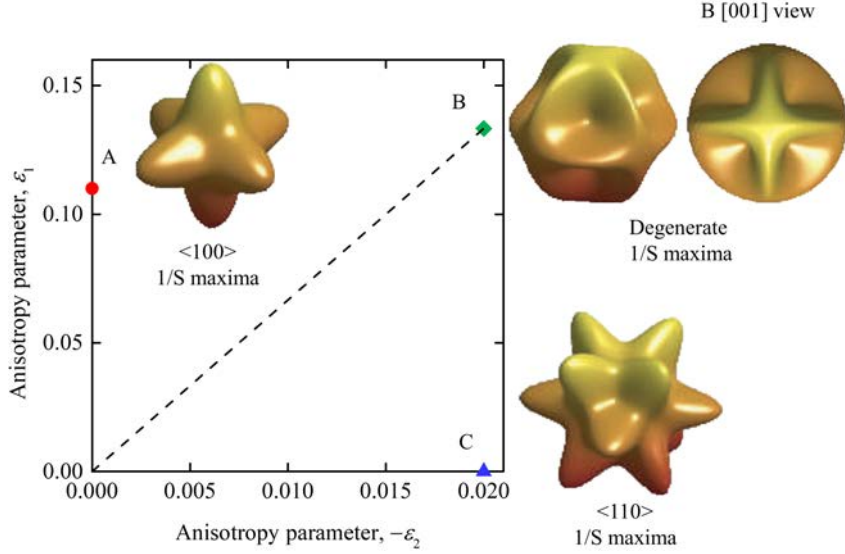 B [001] view
0.15
0.10
0.05
0.00
Anisotropy parameter, ε₁
A
B
C
<100>
1/S maxima
Degenerate
1/S maxima
<110>
1/S maxima
0.000
0.005
0.010
0.015
0.020
Anisotropy parameter, −ε₂